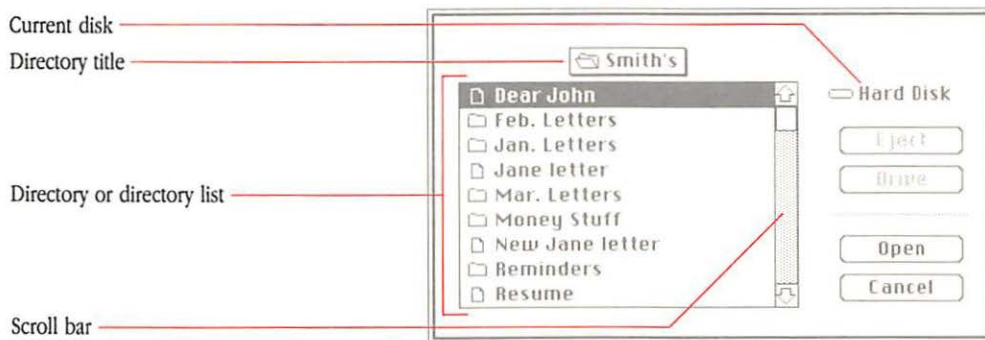 Current disk
Directory title
Directory or directory list
Scroll bar
Smith's
Dear John
Feb. Letters
Jan. Letters
Jane letter
Mar. Letters
Money Stuff
New Jane letter
Reminders
Resume
Hard Disk
Eject
Drive
Open
Cancel